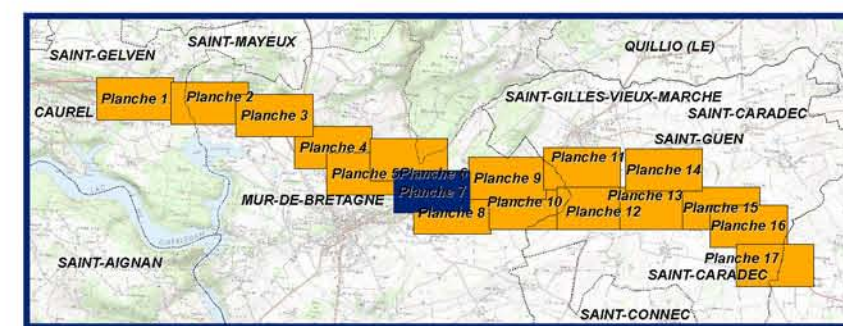 SAINT-GELVEN
SAINT-MAYEUX
QUILLIO (LE)
CAUREL
Planche 1
Planche 2
Planche 3
SAINT-GILLES-VIEUX-MARCHE
SAINT-CARADEC
SAINT-GUEN
Planche 4
Planche 5
Planche 6
Planche 7
Planche 8
Planche 9
Planche 10
Planche 11
Planche 12
Planche 13
Planche 14
Planche 15
Planche 16
Planche 17
MUR-DE-BRETAGNE
SAINT-AIGNAN
SAINT-CARADEC
SAINT-CONNEC